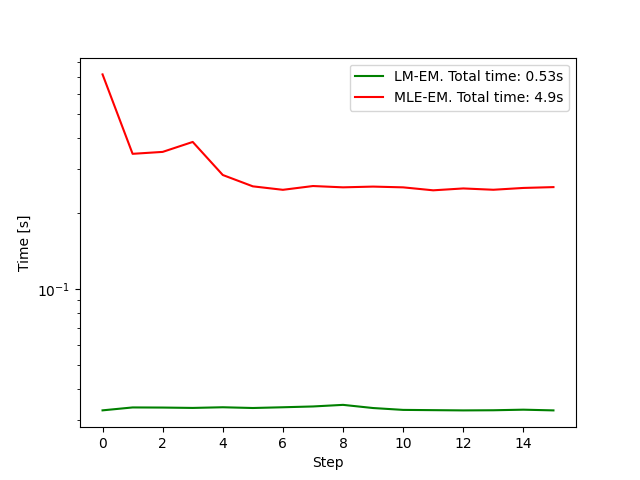 LM-EM. Total time: 0.53s
MLE-EM. Total time: 4.9s
Time [s]
10⁻¹
0 2 4 6 8 10 12 14
Step